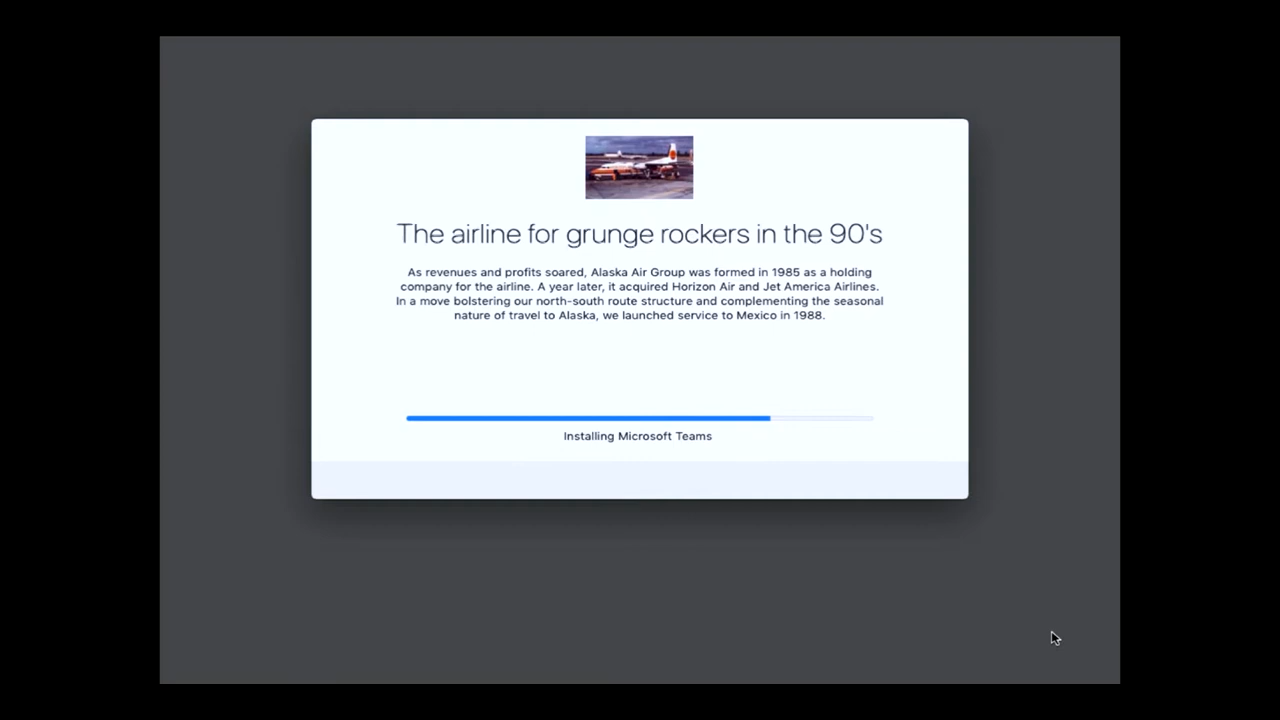 The airline for grunge rockers in the 90's
As revenues and profits soared, Alaska Air Group was formed in 1985 as a holding
company for the airline. A year later, it acquired Horizon Air and Jet America Airlines.
In a move bolstering our north-south route structure and complementing the seasonal
nature of travel to Alaska, we launched service to Mexico in 1988.
Installing Microsoft Teams